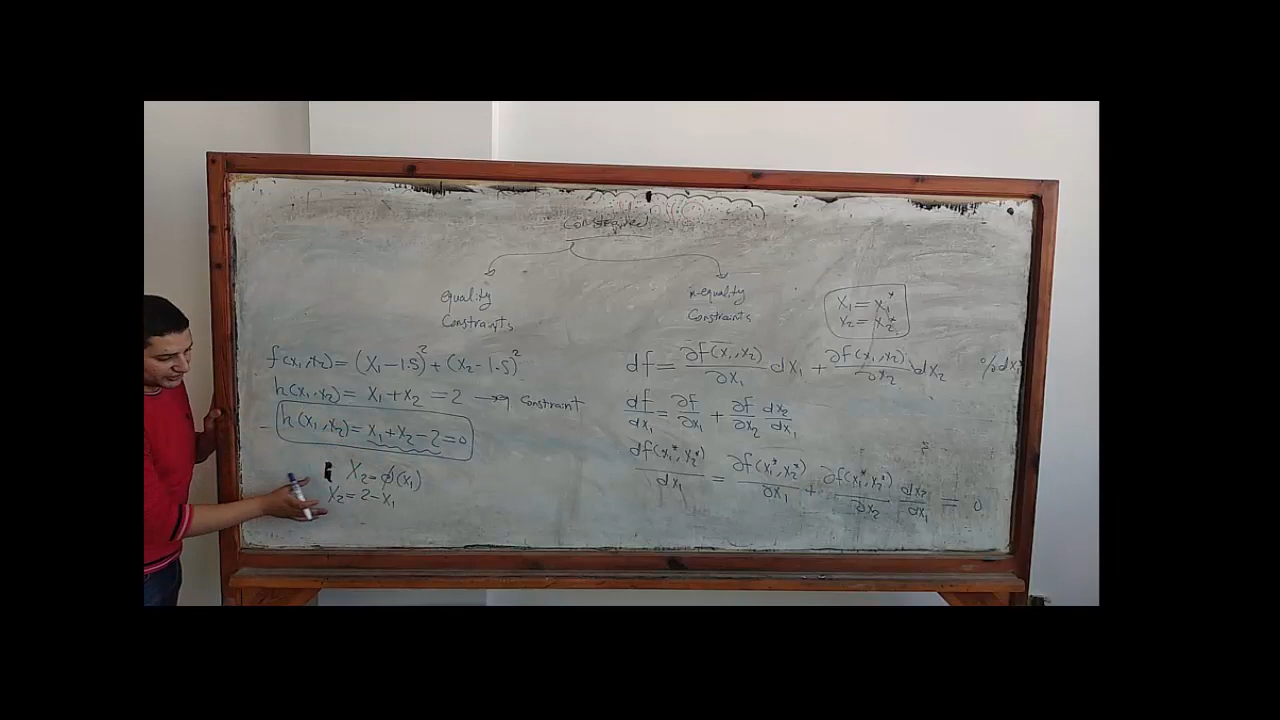 Constrained
equality
Constraints
inequality
Constraints
x₁ = x₁*
x₂ = x₂*
f(x₁,x₂) = (x₁-1.5)² + (x₂-1.5)²
h(x₁,x₂) = x₁+x₂ = 2 → Constraint
h(x₁,x₂) = x₁+x₂-2=0
x₂=φ(x₁)
x₂= 2-x₁
df = ∂f(x₁,x₂)/∂x₁ dx₁ + ∂f(x₁,x₂)/∂x₂ dx₂ % dx₁
df/dx₁ = ∂f/∂x₁ + ∂f/∂x₂ dx₂/dx₁
df(x₁*,x₂*)/dx₁ = ∂f(x₁*,x₂*)/∂x₁ + ∂f(x₁*,x₂*)/∂x₂ dx₂/dx₁ = 0